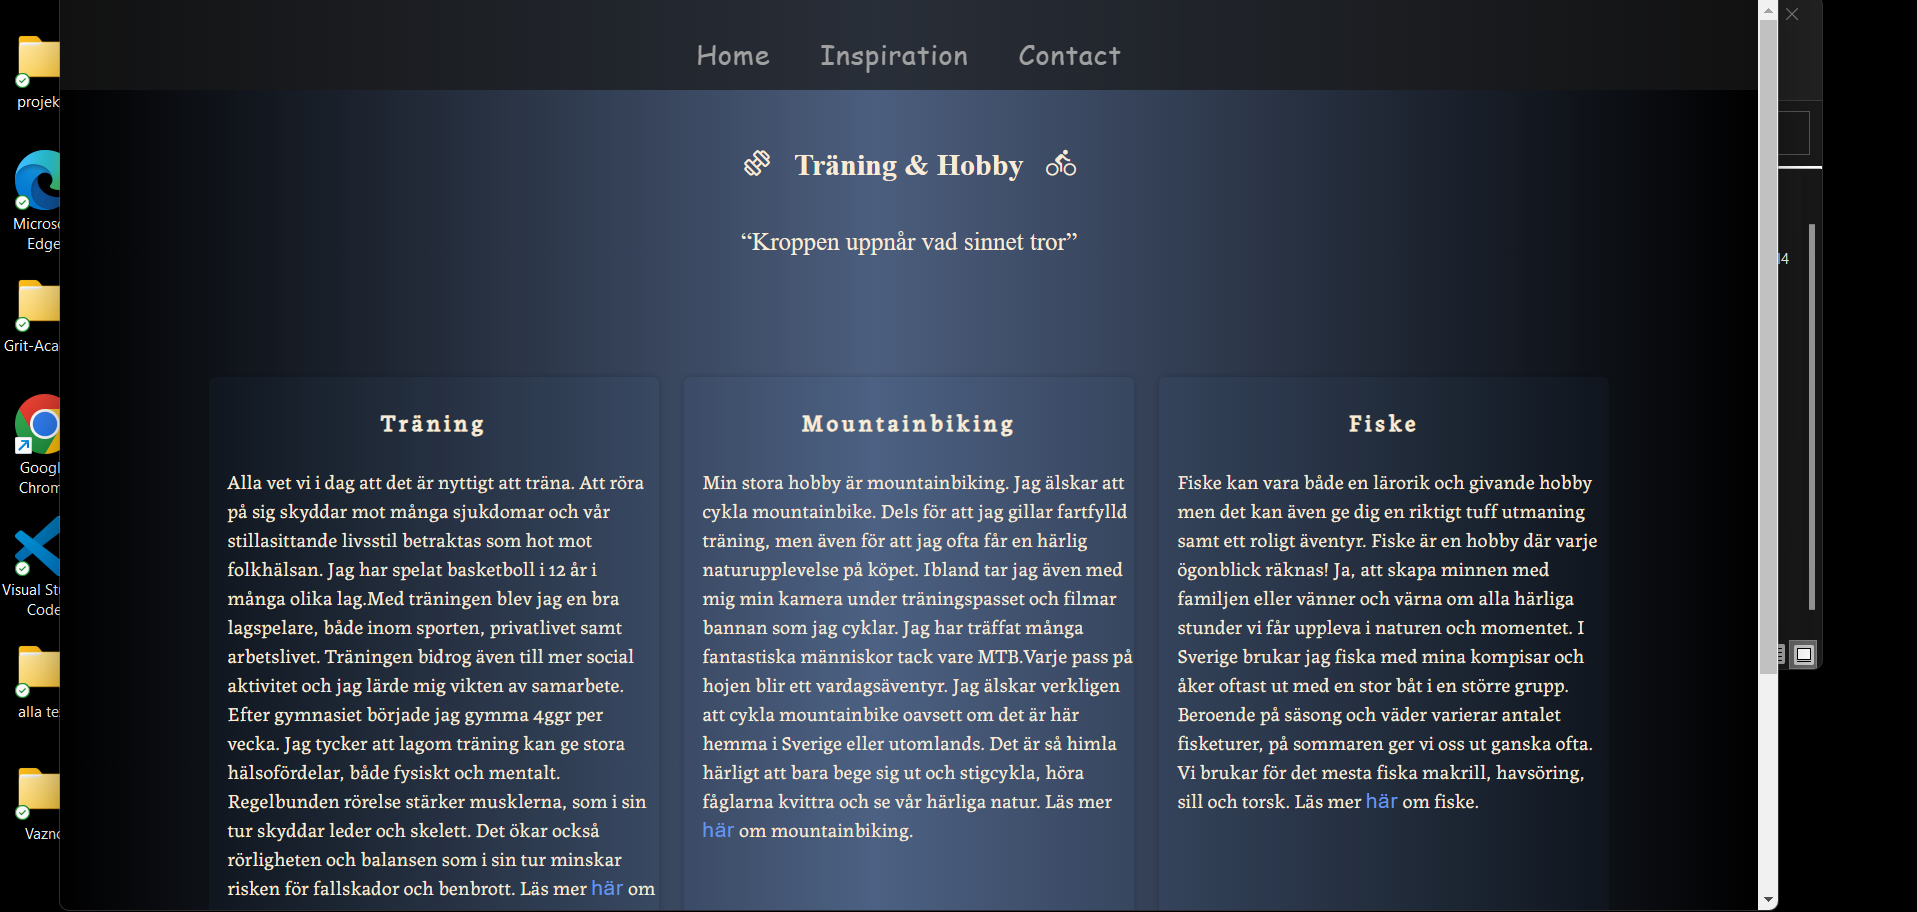 Home Inspiration Contact
Träning & Hobby
“Kroppen uppnår vad sinnet tror”
Träning
Alla vet vi i dag att det är nyttigt att träna. Att röra
på sig skyddar mot många sjukdomar och vår
stillasittande livsstil betraktas som hot mot
folkhälsan. Jag har spelat basketboll i 12 år i
många olika lag.Med träningen blev jag en bra
lagspelare, både inom sporten, privatlivet samt
arbetslivet. Träningen bidrog även till mer social
aktivitet och jag lärde mig vikten av samarbete.
Efter gymnasiet började jag gymma 4ggr per
vecka. Jag tycker att lagom träning kan ge stora
hälsofördelar, både fysiskt och mentalt.
Regelbunden rörelse stärker musklerna, som i sin
tur skyddar leder och skelett. Det ökar också
rörligheten och balansen som i sin tur minskar
risken för fallskador och benbrott. Läs mer här om
Mountainbiking
Min stora hobby är mountainbiking. Jag älskar att
cykla mountainbike. Dels för att jag gillar fartfylld
träning, men även för att jag ofta får en härlig
naturupplevelse på köpet. Ibland tar jag även med
mig min kamera under träningspasset och filmar
bannan som jag cyklar. Jag har träffat många
fantastiska människor tack vare MTB.Varje pass på
hojen blir ett vardagsäventyr. Jag älskar verkligen
att cykla mountainbike oavsett om det är här
hemma i Sverige eller utomlands. Det är så himla
härligt att bara bege sig ut och stigcykla, höra
fåglarna kvittra och se vår härliga natur. Läs mer
här om mountainbiking.
Fiske
Fiske kan vara både en lärorik och givande hobby
men det kan även ge dig en riktigt tuff utmaning
samt ett roligt äventyr. Fiske är en hobby där varje
ögonblick räknas! Ja, att skapa minnen med
familjen eller vänner och värna om alla härliga
stunder vi får uppleva i naturen och momentet. I
Sverige brukar jag fiska med mina kompisar och
åker oftast ut med en stor båt i en större grupp.
Beroende på säsong och väder varierar antalet
fisketurer, på sommaren ger vi oss ut ganska ofta.
Vi brukar för det mesta fiska makrill, havsöring,
sill och torsk. Läs mer här om fiske.
projek
Micros
Edge
Grit-Aca
Googl
Chrom
Visual St
Code
alla te
Vazn